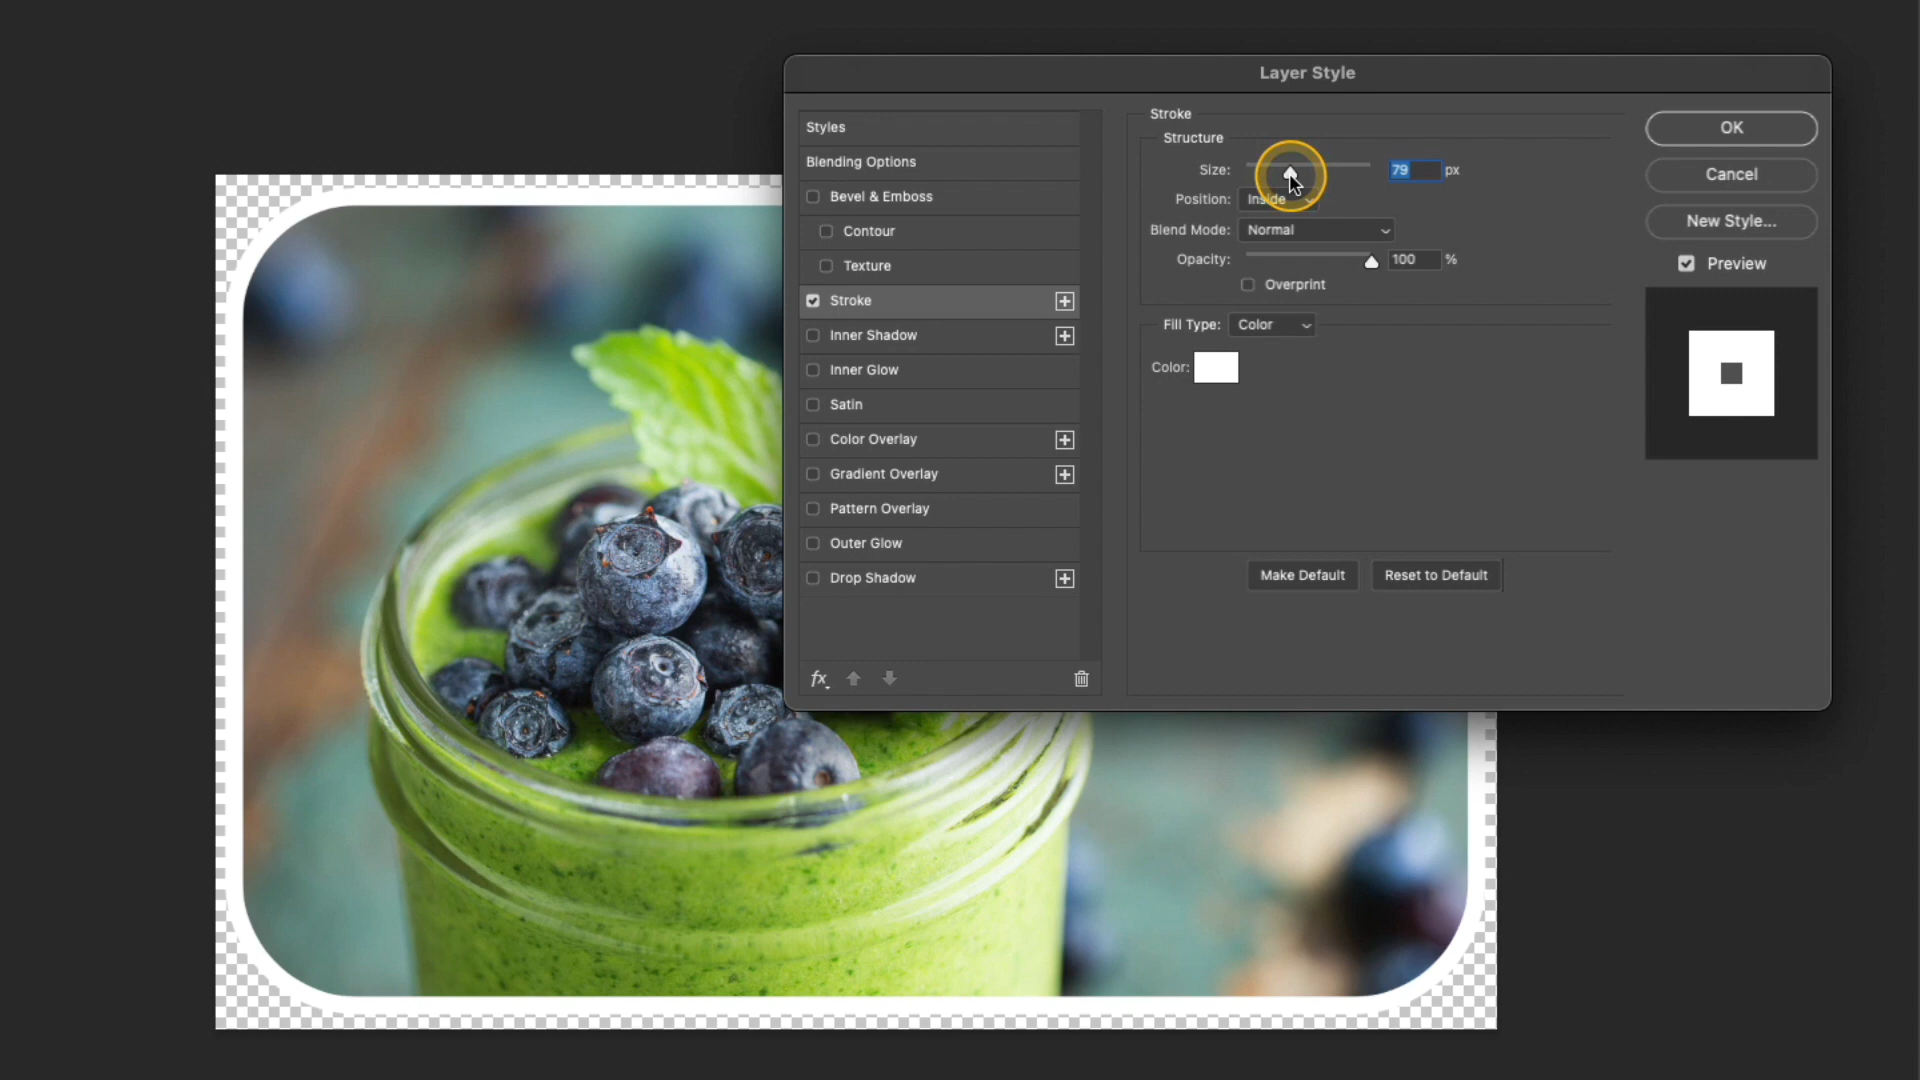 Layer Style
Styles
Blending Options
Bevel & Emboss
Contour
Texture
Stroke
Inner Shadow
Inner Glow
Satin
Color Overlay
Gradient Overlay
Pattern Overlay
Outer Glow
Drop Shadow
fx
Stroke
Structure
Size: 79 px
Position: Inside
Blend Mode: Normal
Opacity: 100 %
Overprint
Fill Type: Color
Color:
Make Default Reset to Default
OK
Cancel
New Style...
Preview